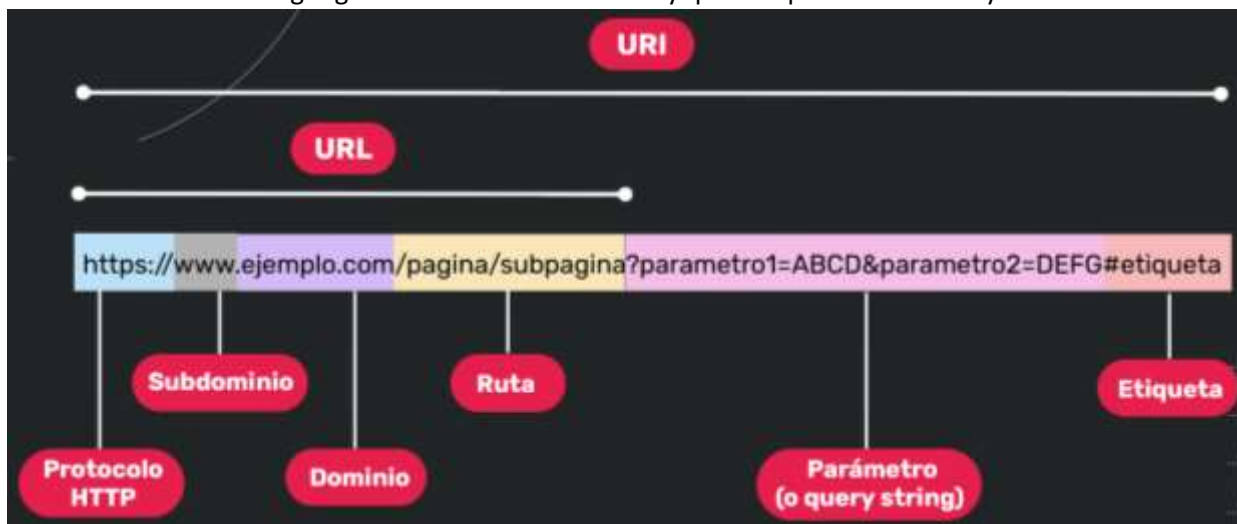 URI
URL
https://www.ejemplo.com/pagina/subpagina?parametro1=ABCD&parametro2=DEFG#etiqueta
Subdominio
Ruta
Etiqueta
Protocolo
HTTP
Dominio
Parámetro
(o query string)